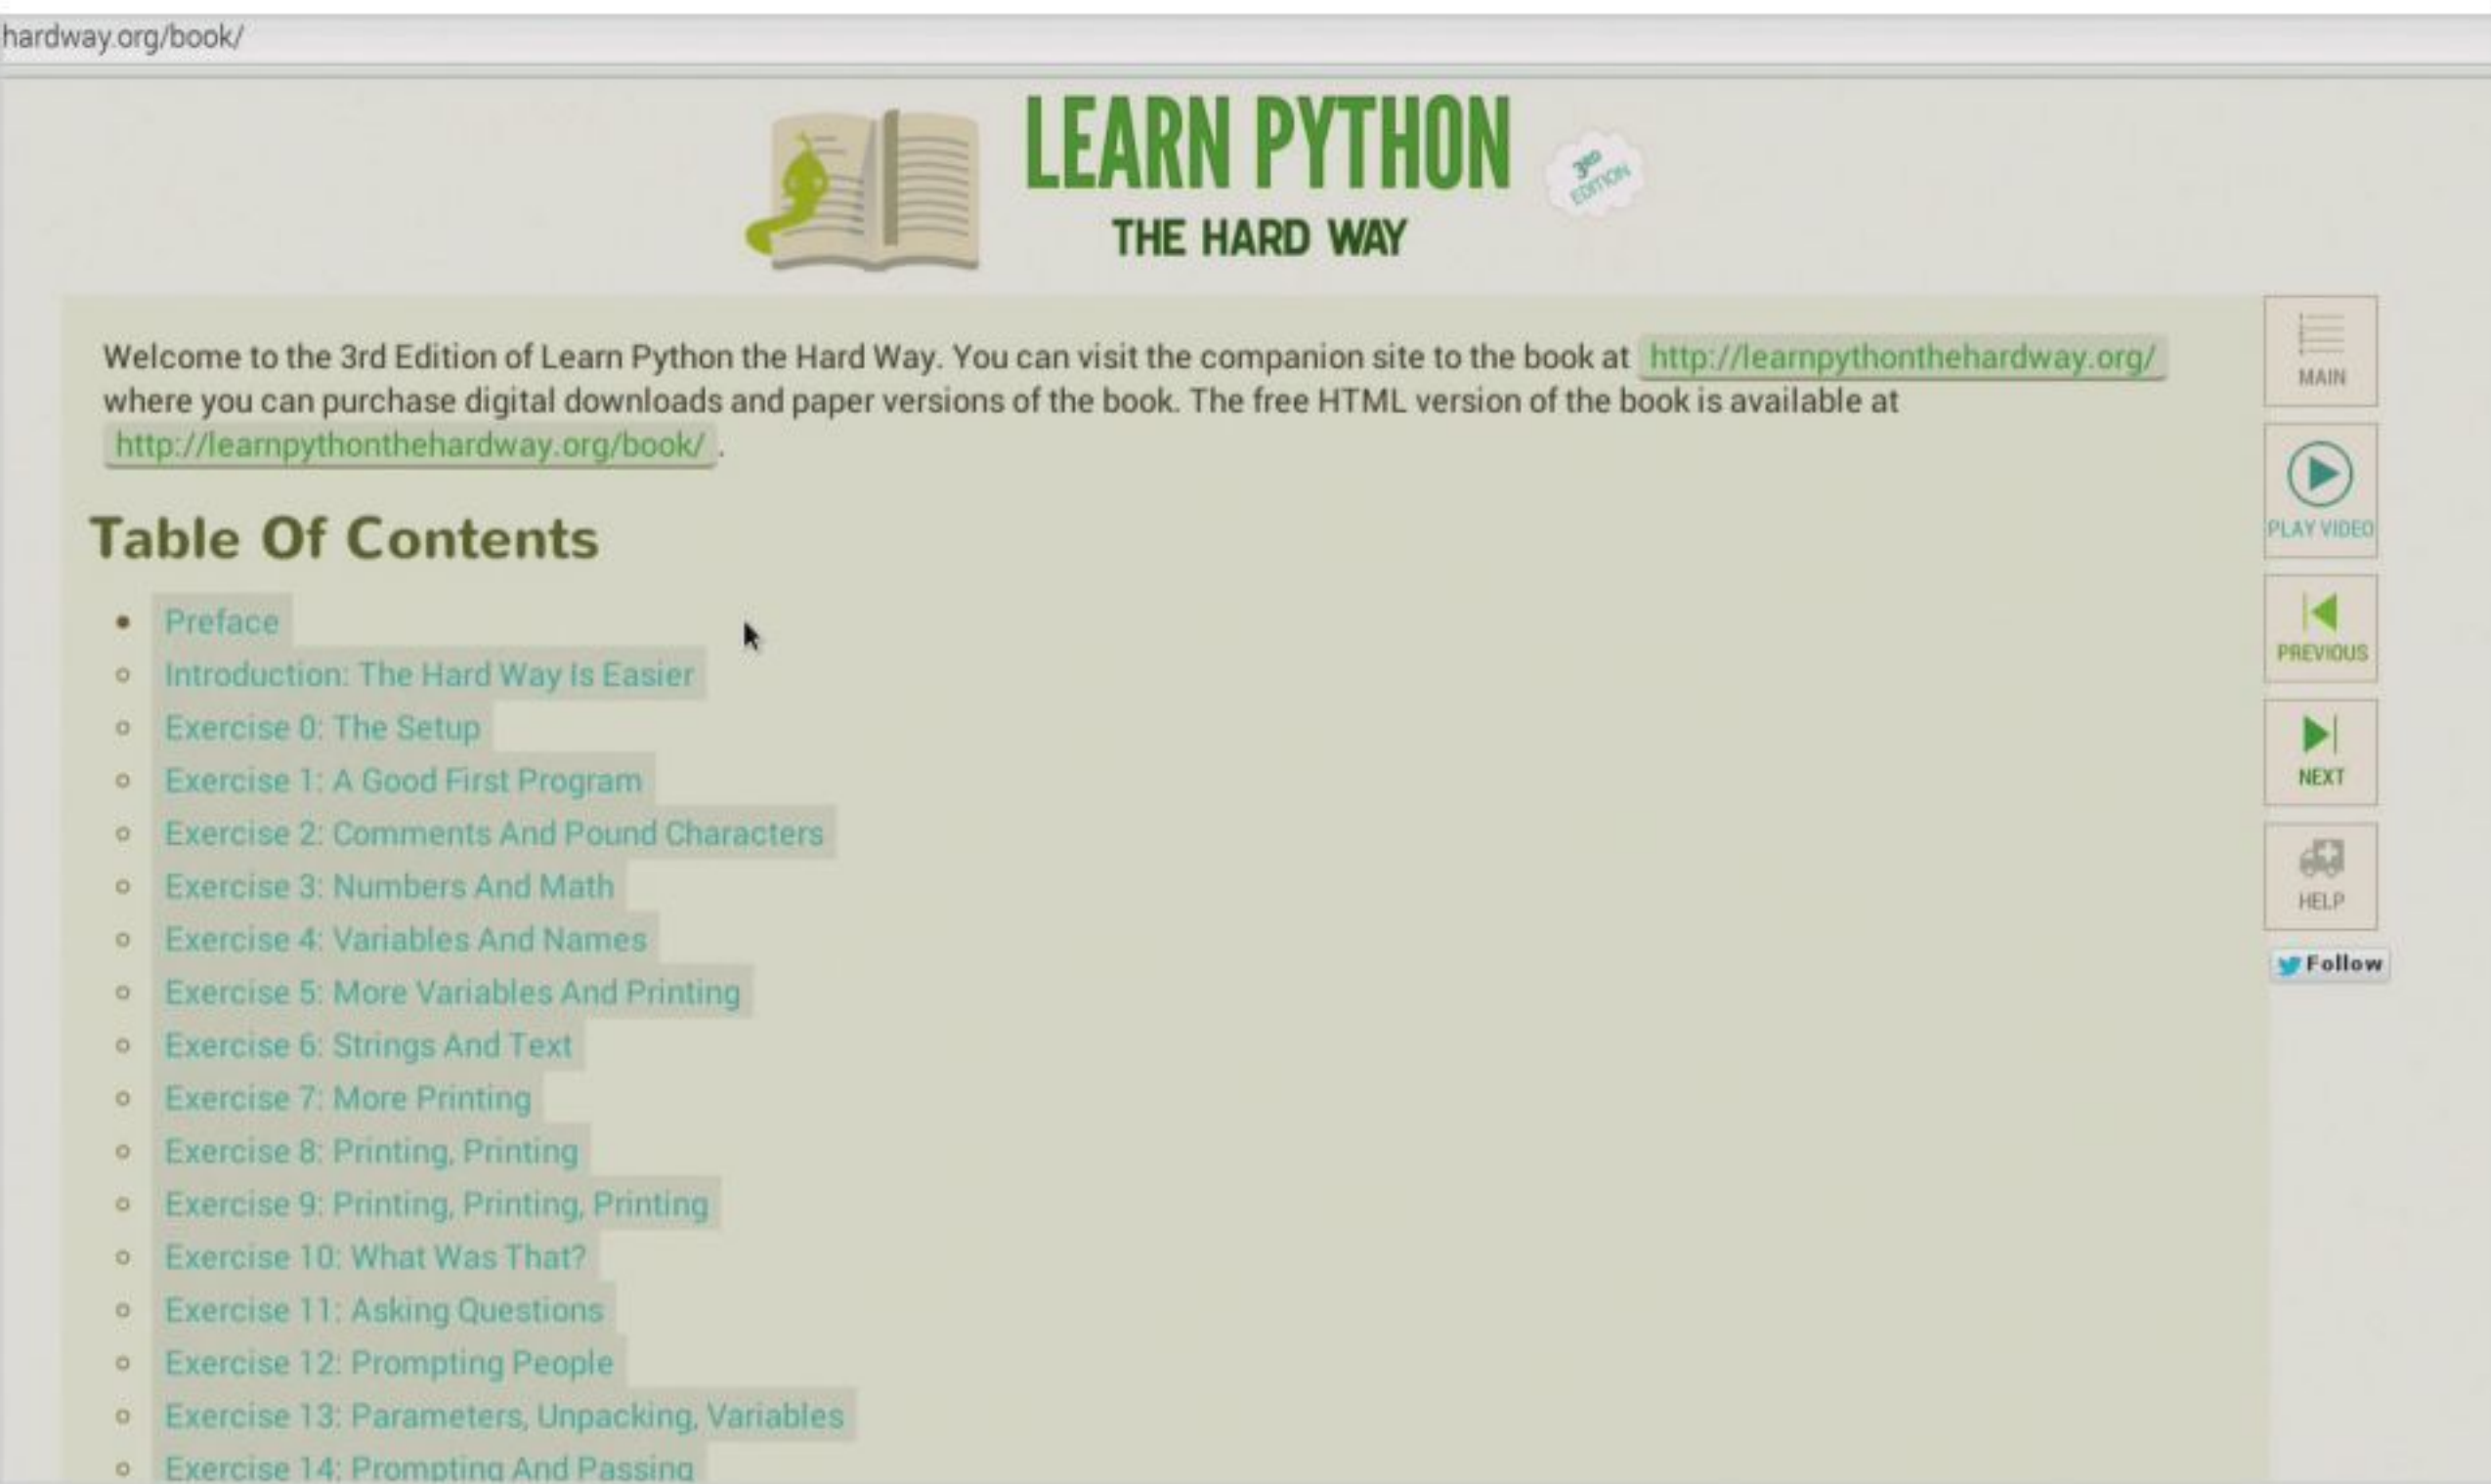 hardway.org/book/
LEARN PYTHON
THE HARD WAY
3RD
EDITION
Welcome to the 3rd Edition of Learn Python the Hard Way. You can visit the companion site to the book at http://learnpythonthehardway.org/
where you can purchase digital downloads and paper versions of the book. The free HTML version of the book is available at
http://learnpythonthehardway.org/book/ .
Table Of Contents
Preface
Introduction: The Hard Way Is Easier
Exercise 0: The Setup
Exercise 1: A Good First Program
Exercise 2: Comments And Pound Characters
Exercise 3: Numbers And Math
Exercise 4: Variables And Names
Exercise 5: More Variables And Printing
Exercise 6: Strings And Text
Exercise 7: More Printing
Exercise 8: Printing, Printing
Exercise 9: Printing, Printing, Printing
Exercise 10: What Was That?
Exercise 11: Asking Questions
Exercise 12: Prompting People
Exercise 13: Parameters, Unpacking, Variables
Exercise 14: Prompting And Passing
MAIN
PLAY VIDEO
PREVIOUS
NEXT
HELP
Follow